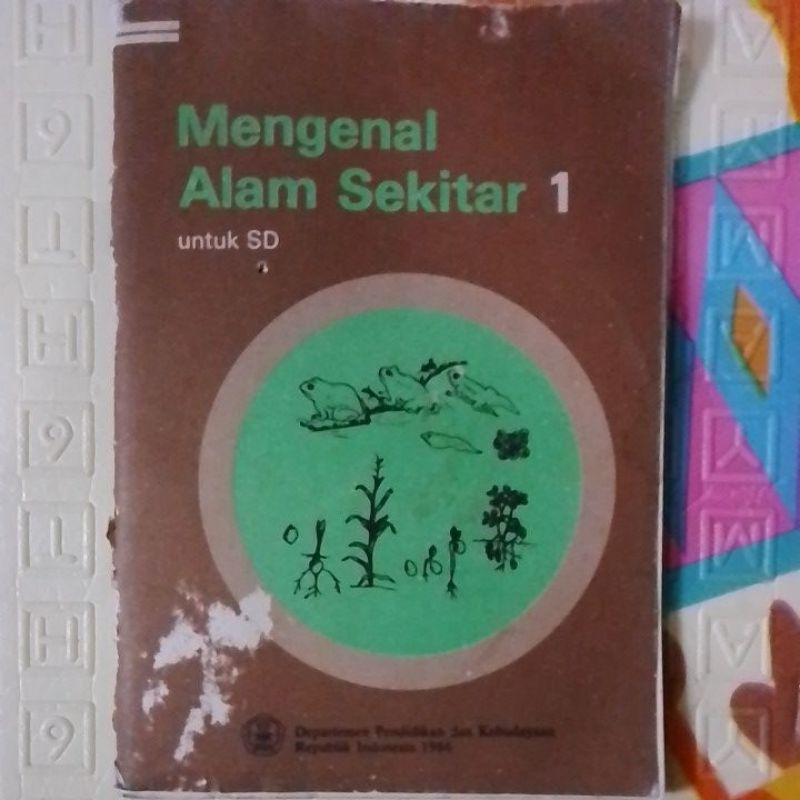 Mengenal
Alam Sekitar 1
untuk SD
Departemen Pendidikan dan Kebudayaan
Republik Indonesia 1986